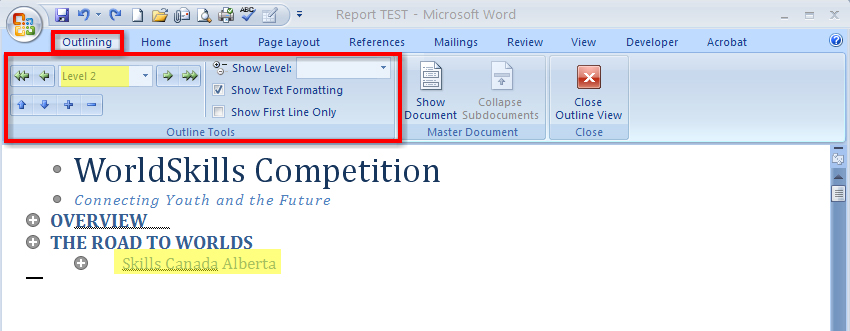 Report TEST - Microsoft Word
Outlining Home Insert Page Layout References Mailings Review View Developer Acrobat
Level 2
Show Level:
Show Text Formatting
Show First Line Only
Outline Tools
Show Document
Collapse Subdocuments
Master Document
Close Outline View
Close
WorldSkills Competition
Connecting Youth and the Future
OVERVIEW
THE ROAD TO WORLDS
Skills Canada Alberta